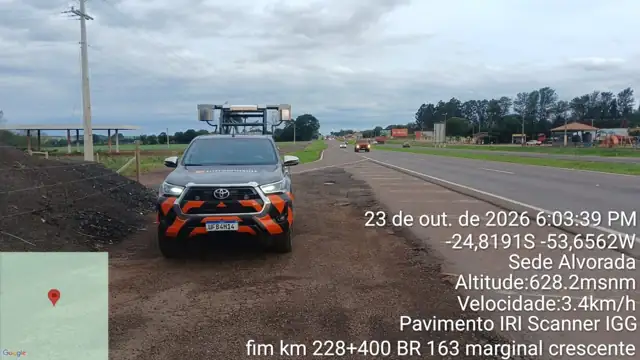 23 de out. de 2026 6:03:39 PM
-24,8191S -53,6562W
Sede Alvorada
Altitude:628.2msnm
Velocidade:3.4km/h
Pavimento IRI Scanner IGG
fim km 228+400 BR 163 marginal crescente
Google